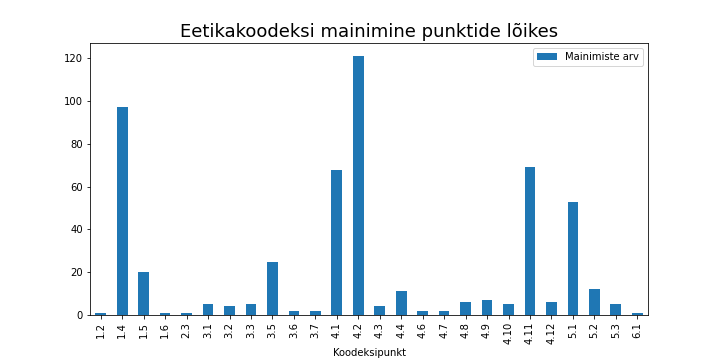 Eetikakoodeksi mainimine punktide lõikes
Mainimiste arv
120
100
80
60
40
20
0
1.2 1.4 1.5 1.6 2.3 3.1 3.2 3.3 3.5 3.6 3.7 4.1 4.2 4.3 4.4 4.6 4.7 4.8 4.9 4.10 4.11 4.12 5.1 5.2 5.3 6.1
Koodeksipunkt